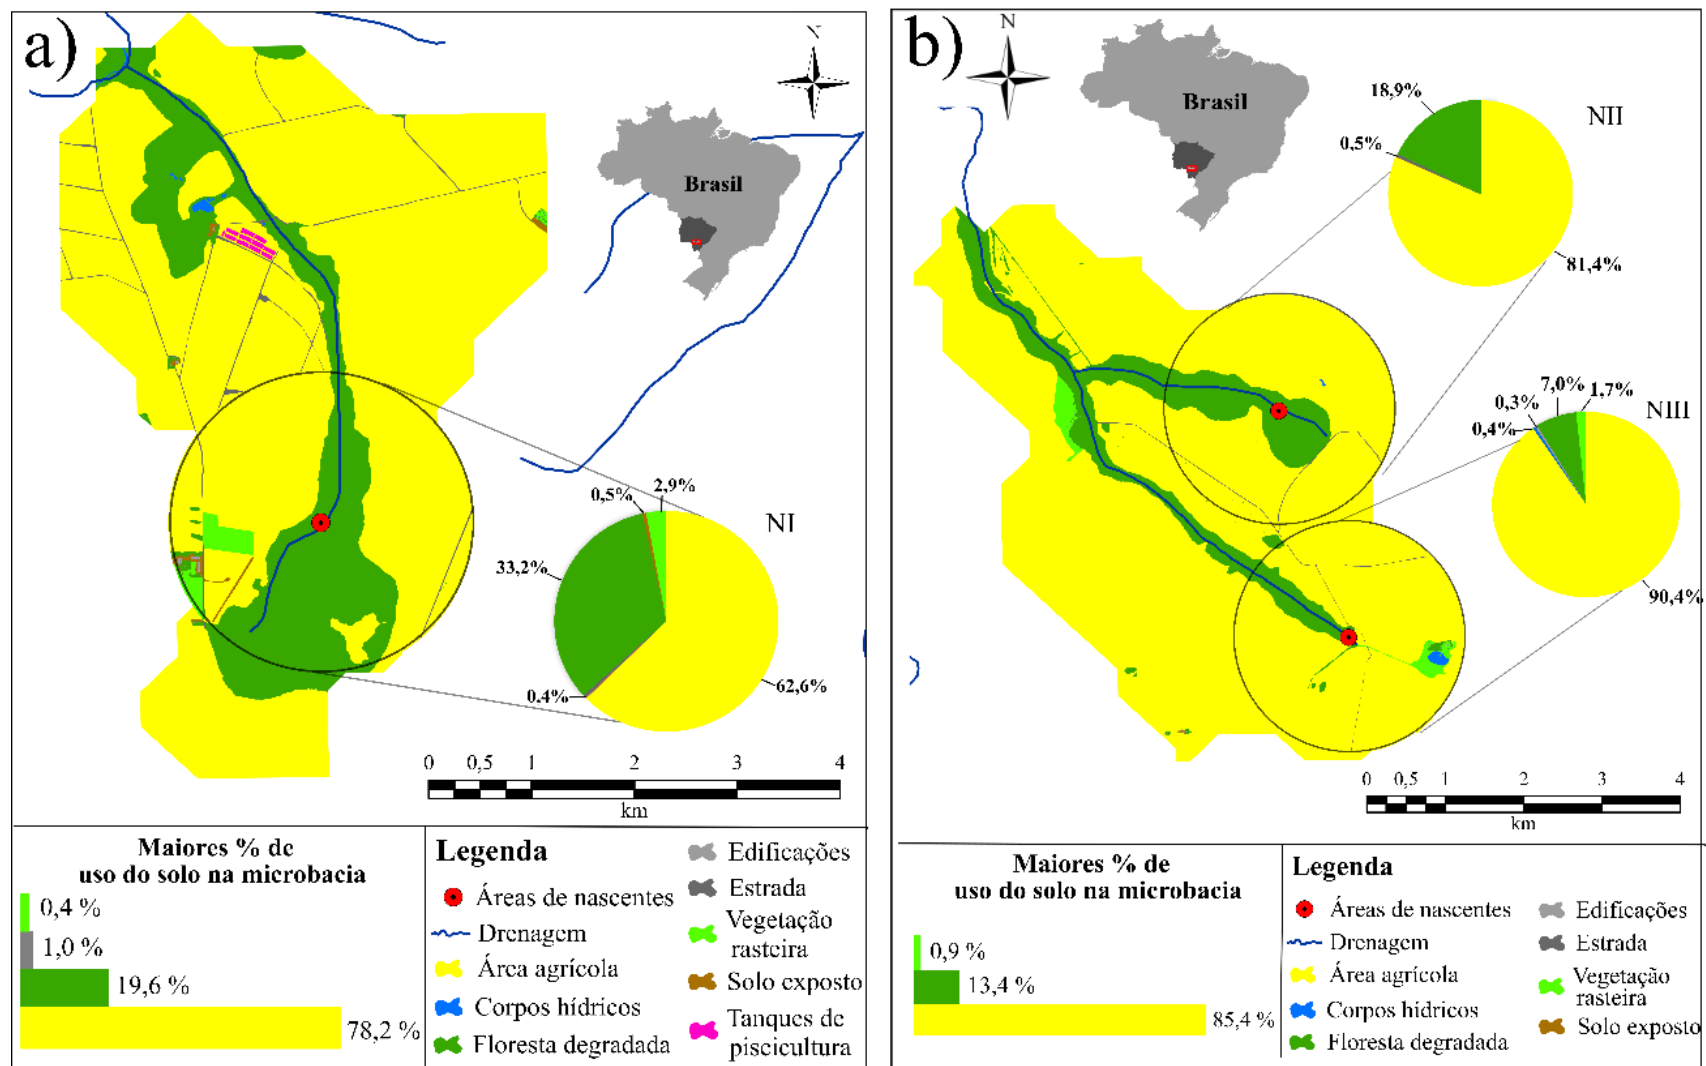 a)
N
Brasil
NI
0,5%
2,9%
33,2%
0.4%
62,6%
0 0,5 1 2 3 4
km
Maiores % de
uso do solo na microbacia
0,4 %
1,0 %
19,6 %
78,2 %
Legenda
Áreas de nascentes
Drenagem
Área agrícola
Corpos hídricos
Floresta degradada
Edificações
Estrada
Vegetação
rasteira
Solo exposto
Tanques de
piscicultura
b)
N
Brasil
NII
18,9%
0,5%
81,4%
NIII
7,0%
1,7%
0,3%
0,4%
90,4%
0 0,5 1 2 3 4
km
Maiores % de
uso do solo na microbacia
0,9 %
13,4 %
85,4 %
Legenda
Áreas de nascentes
Drenagem
Área agrícola
Corpos hídricos
Floresta degradada
Edificações
Estrada
Vegetação
rasteira
Solo exposto